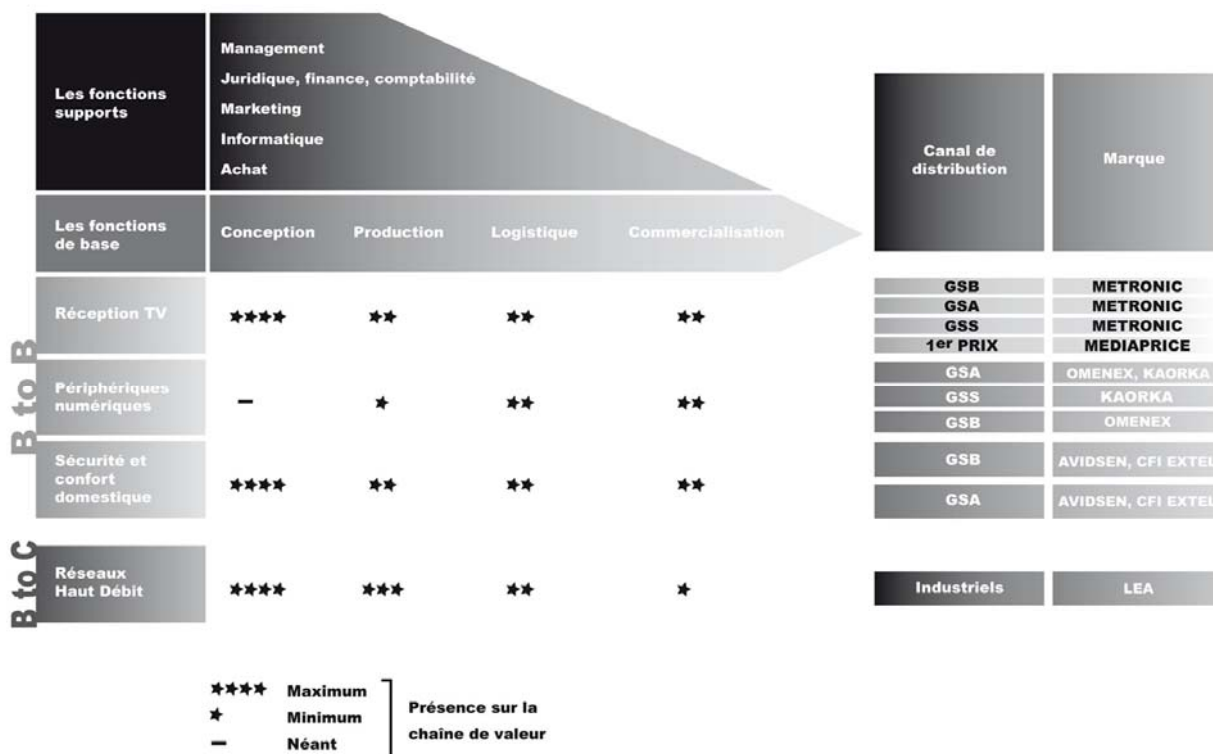 Les fonctions
supports
Management
Juridique, finance, comptabilité
Marketing
Informatique
Achat
Canal de
distribution
Marque
Les fonctions
de base
Conception
Production
Logistique
Commercialisation
B to B
Réception TV
★★★★ ★★ ★★ ★★
GSB METRONIC
GSA METRONIC
GSS METRONIC
1er PRIX MEDIAPRICE
Périphériques
numériques
– ★ ★★ ★★
GSA OMENEX, KAORKA
GSS KAORKA
GSB OMENEX
Sécurité et
confort
domestique
★★★★ ★★ ★★ ★★
GSB AVIDSEN, CFI EXTEL
GSA AVIDSEN, CFI EXTEL
B to C
Réseaux
Haut Débit
★★★★ ★★★ ★★ ★
Industriels LEA
★★★★ Maximum
★ Minimum
– Néant
Présence sur la
chaîne de valeur